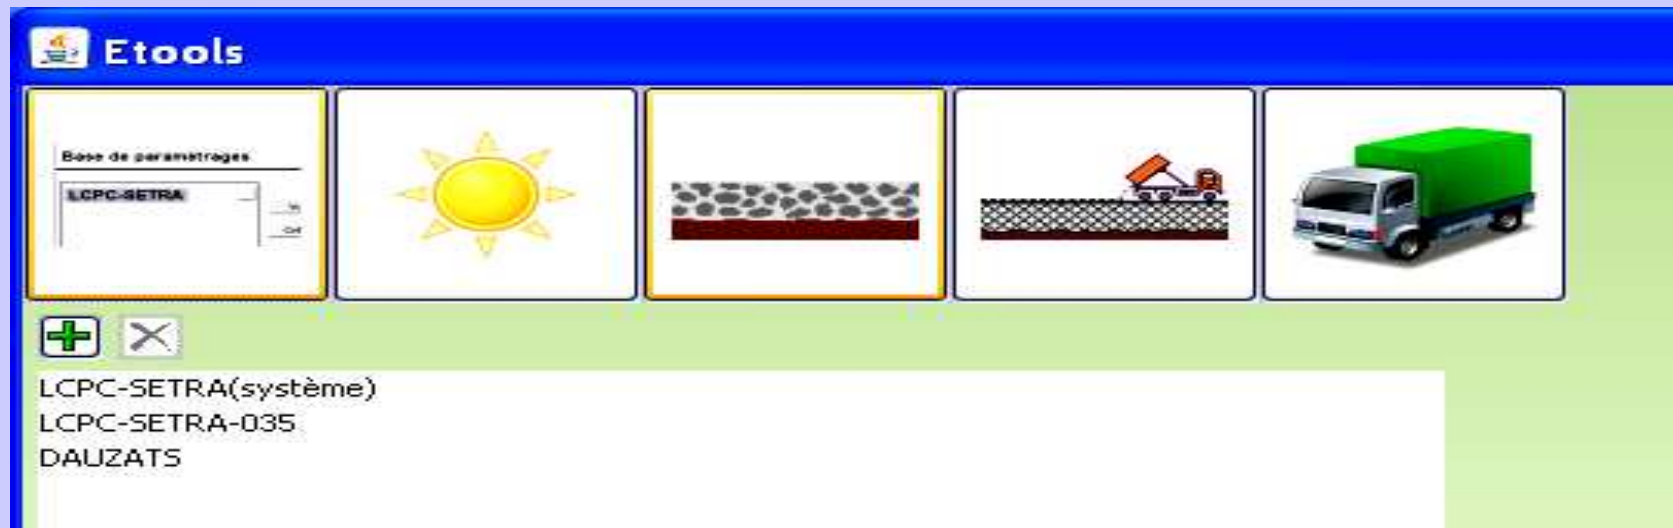 Etools
Base de paramétrages
LCPC-SETRA
LCPC-SETRA(système)
LCPC-SETRA-035
DAUZATS